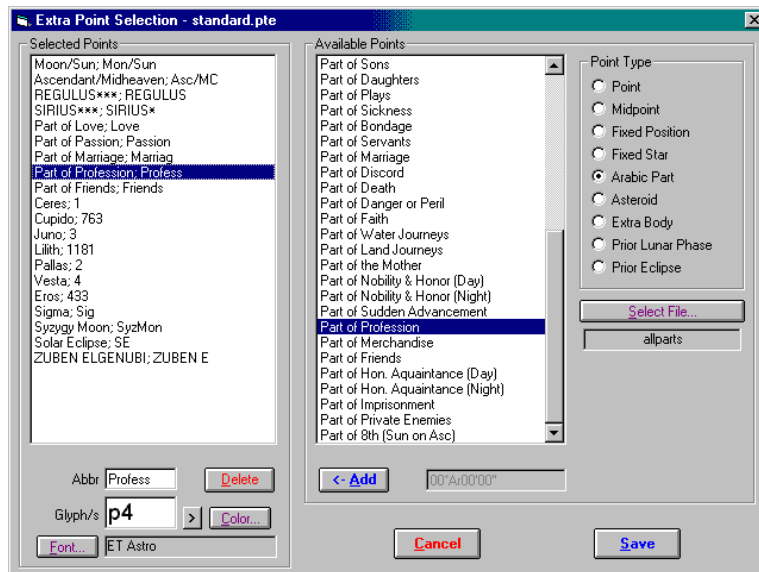 Extra Point Selection - standard.pte
Selected Points
Moon/Sun; Mon/Sun
Ascendant/Midheaven; Asc/MC
REGULUS***; REGULUS
SIRIUS***; SIRIUS*
Part of Love; Love
Part of Passion; Passion
Part of Marriage; Marriag
Part of Profession; Profess
Part of Friends; Friends
Ceres; 1
Cupido; 763
Juno; 3
Lilith; 1181
Pallas; 2
Vesta; 4
Eros; 433
Sigma; Sig
Syzygy Moon; SyzMon
Solar Eclipse; SE
ZUBEN ELGENUBI; ZUBEN E
Abbr Profess Delete
Glyph/s p4 > Color...
Font... ET Astro
Available Points
Part of Sons
Part of Daughters
Part of Plays
Part of Sickness
Part of Bondage
Part of Servants
Part of Marriage
Part of Discord
Part of Death
Part of Danger or Peril
Part of Faith
Part of Water Journeys
Part of Land Journeys
Part of the Mother
Part of Nobility & Honor (Day)
Part of Nobility & Honor (Night)
Part of Sudden Advancement
Part of Profession
Part of Merchandise
Part of Friends
Part of Hon. Aquaintance (Day)
Part of Hon. Aquaintance (Night)
Part of Imprisonment
Part of Private Enemies
Part of 8th (Sun on Asc)
<- Add 00°Ar00'00"
Point Type
Point
Midpoint
Fixed Position
Fixed Star
Arabic Part
Asteroid
Extra Body
Prior Lunar Phase
Prior Eclipse
Select File...
allparts
Cancel Save